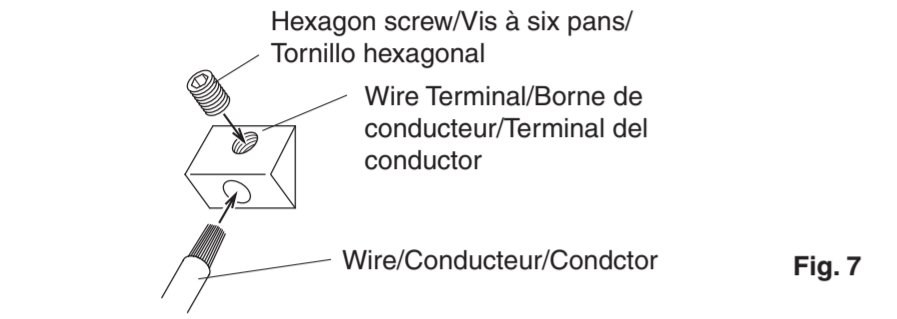 Hexagon screw/Vis à six pans/
Tornillo hexagonal
Wire Terminal/Borne de
conducteur/Terminal del
conductor
Wire/Conducteur/Condctor
Fig. 7